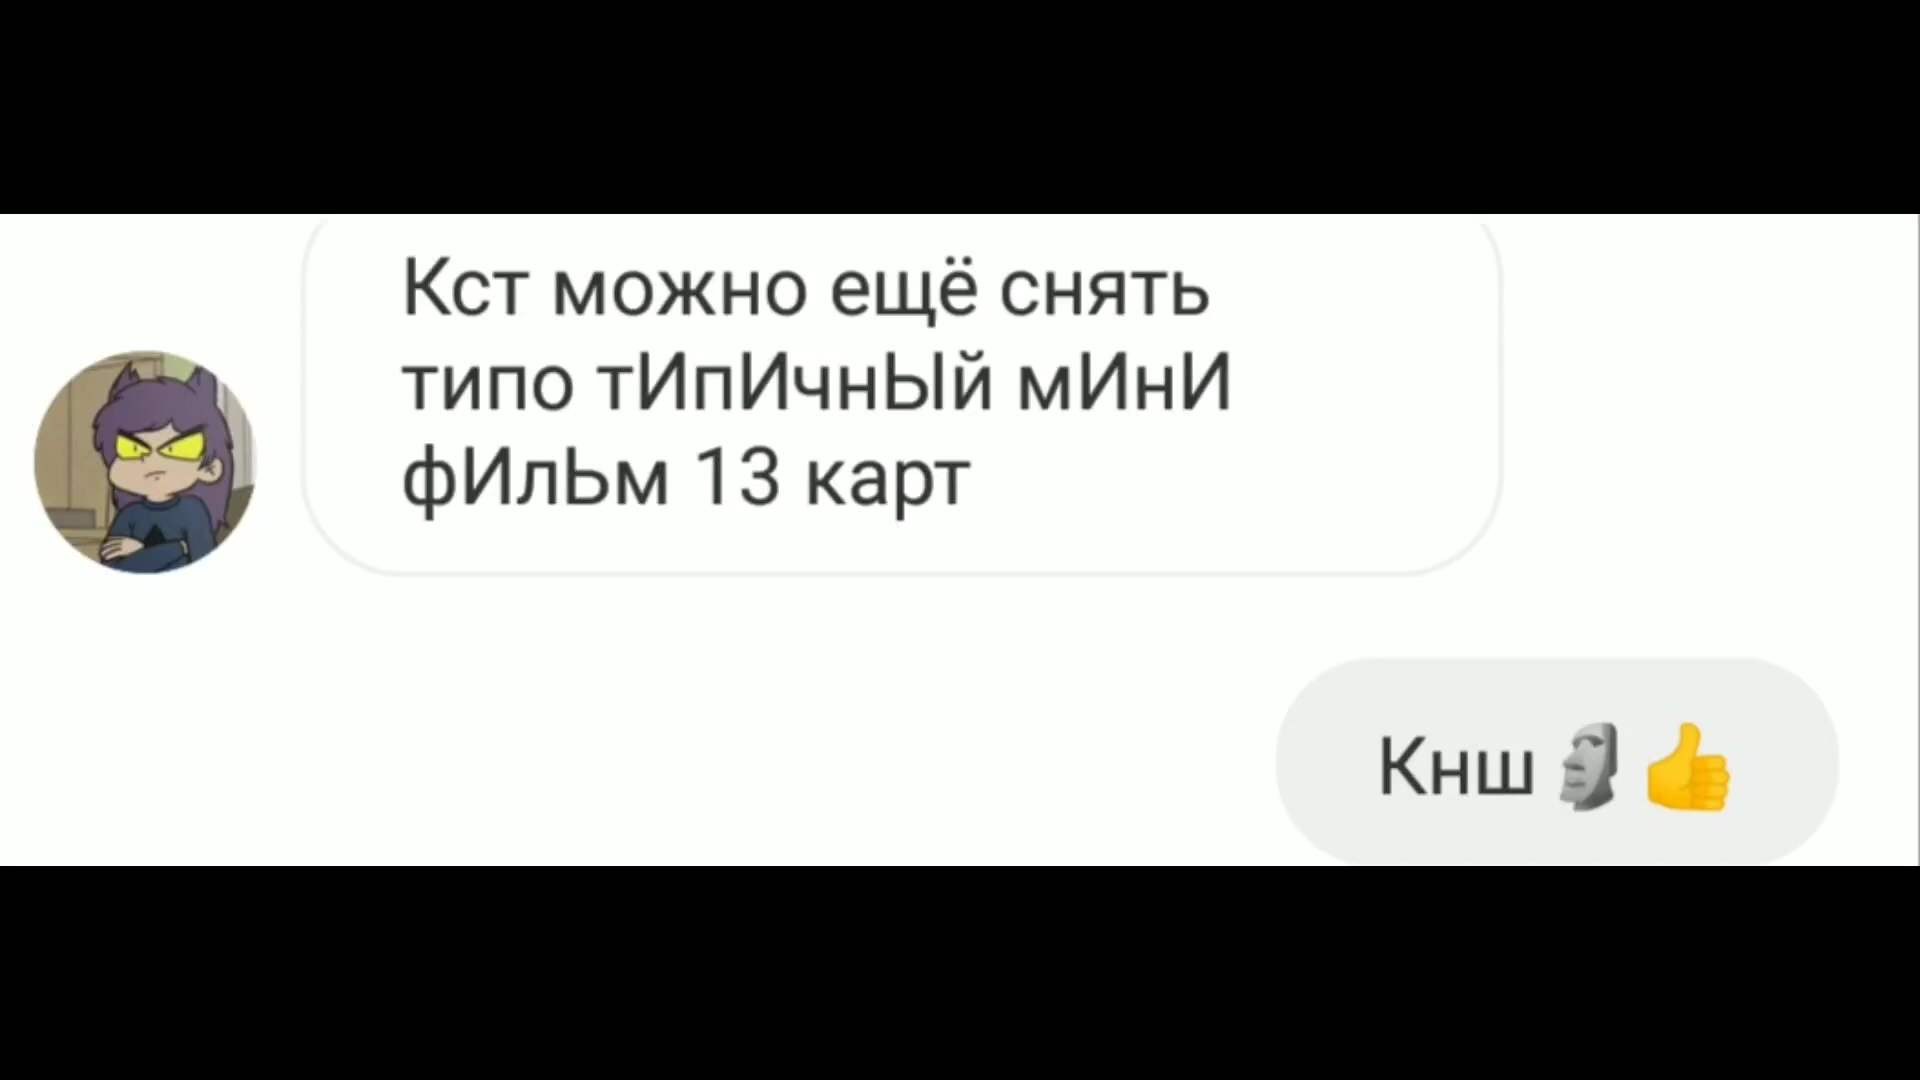 Кст можно ещё снять
типо тИпИчнЫй мИнИ
фИлЬм 13 карт
Кнш🗿👍